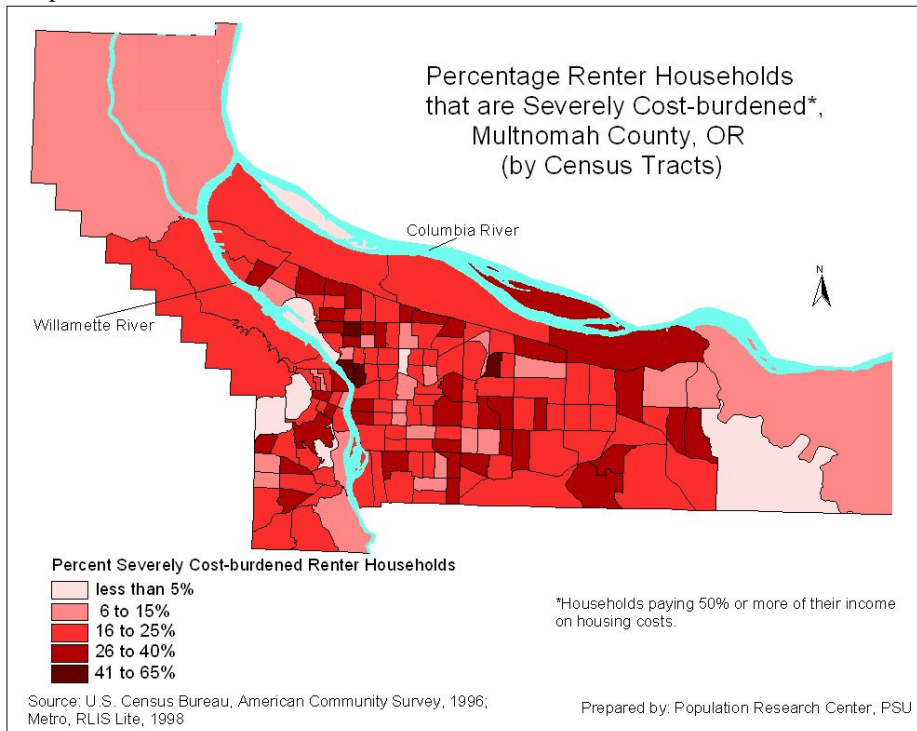 Percentage Renter Households
that are Severely Cost-burdened*,
Multnomah County, OR
(by Census Tracts)
Columbia River
N
Willamette River
Percent Severely Cost-burdened Renter Households
less than 5%
6 to 15%
16 to 25%
26 to 40%
41 to 65%
*Households paying 50% or more of their income
on housing costs.
Source: U.S. Census Bureau, American Community Survey, 1996;
Metro, RLIS Lite, 1998
Prepared by: Population Research Center, PSU